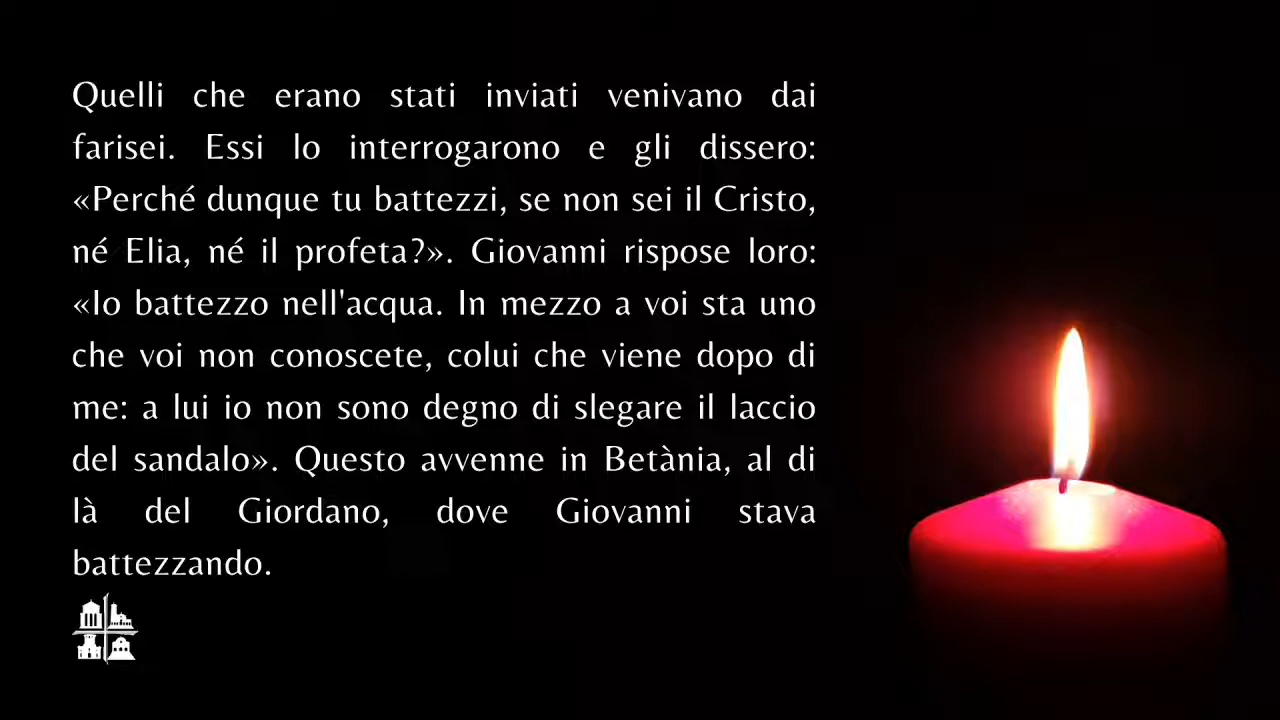 Quelli che erano stati inviati venivano dai
farisei. Essi lo interrogarono e gli dissero:
«Perché dunque tu battezzi, se non sei il Cristo,
né Elia, né il profeta?». Giovanni rispose loro:
«Io battezzo nell'acqua. In mezzo a voi sta uno
che voi non conoscete, colui che viene dopo di
me: a lui io non sono degno di slegare il laccio
del sandalo». Questo avvenne in Betània, al di
là del Giordano, dove Giovanni stava
battezzando.